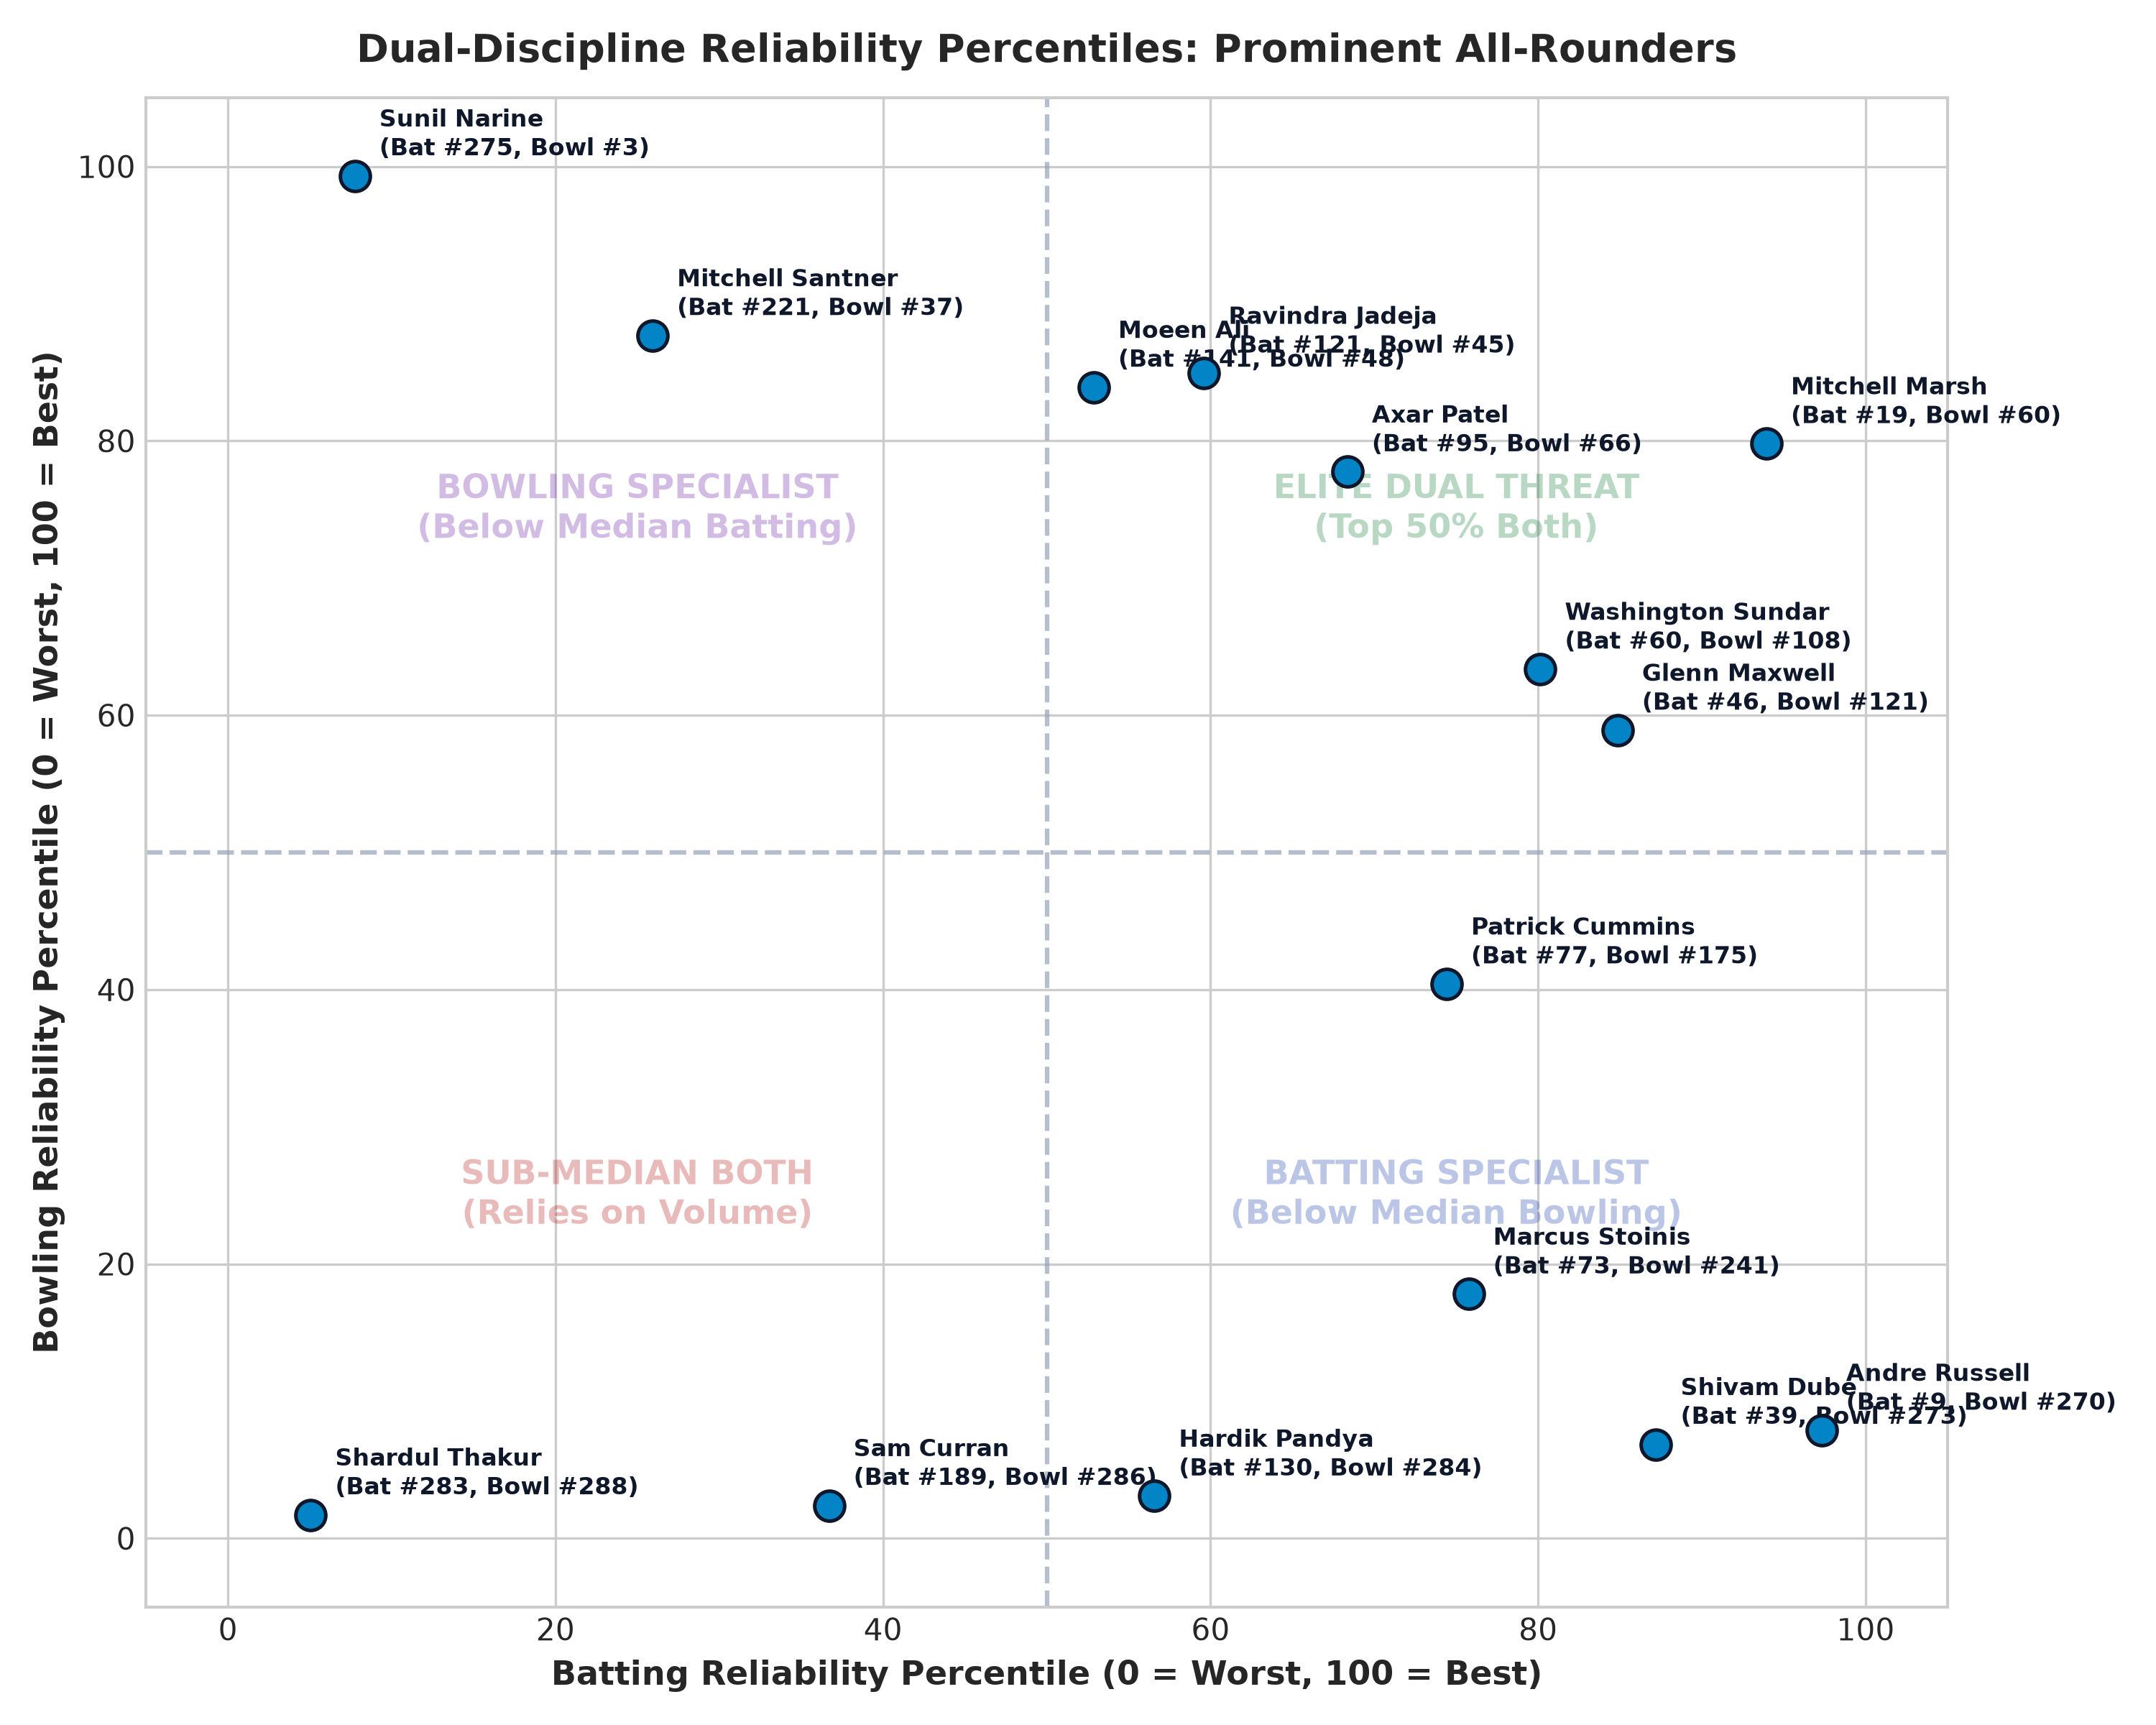 Dual-Discipline Reliability Percentiles: Prominent All-Rounders
Sunil Narine
(Bat #275, Bowl #3)
Mitchell Santner
(Bat #221, Bowl #37)
Ravindra Jadeja
(Bat #121, Bowl #45)
Moeen Ali
(Bat #141, Bowl #48)
Mitchell Marsh
(Bat #19, Bowl #60)
Axar Patel
(Bat #95, Bowl #66)
BOWLING SPECIALIST
(Below Median Batting)
ELITE DUAL THREAT
(Top 50% Both)
Washington Sundar
(Bat #60, Bowl #108)
Glenn Maxwell
(Bat #46, Bowl #121)
Patrick Cummins
(Bat #77, Bowl #175)
SUB-MEDIAN BOTH
(Relies on Volume)
BATTING SPECIALIST
(Below Median Bowling)
Marcus Stoinis
(Bat #73, Bowl #241)
Andre Russell
(Bat #9, Bowl #270)
Shivam Dube
(Bat #39, Bowl #273)
Hardik Pandya
(Bat #130, Bowl #284)
Sam Curran
(Bat #189, Bowl #286)
Shardul Thakur
(Bat #283, Bowl #288)
100
80
60
40
20
0
0
20
40
60
80
100
Bowling Reliability Percentile (0 = Worst, 100 = Best)
Batting Reliability Percentile (0 = Worst, 100 = Best)